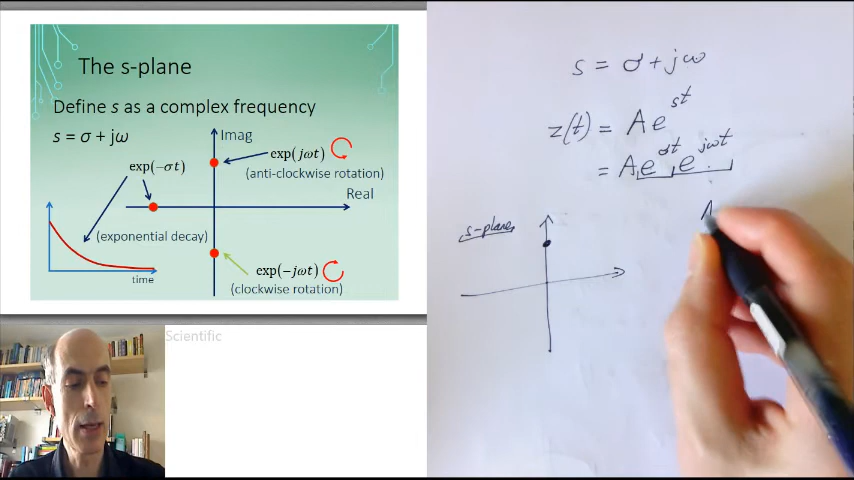 The s-plane
Define s as a complex frequency
s = σ + jω
Imag
exp(jωt)
(anti-clockwise rotation)
exp(−σt)
Real
(exponential decay)
exp(−jωt)
(clockwise rotation)
time
Scientific
s = σ + jω
z(t) = Ae^{st}
= Ae^{σt} e^{jωt}
s-plane